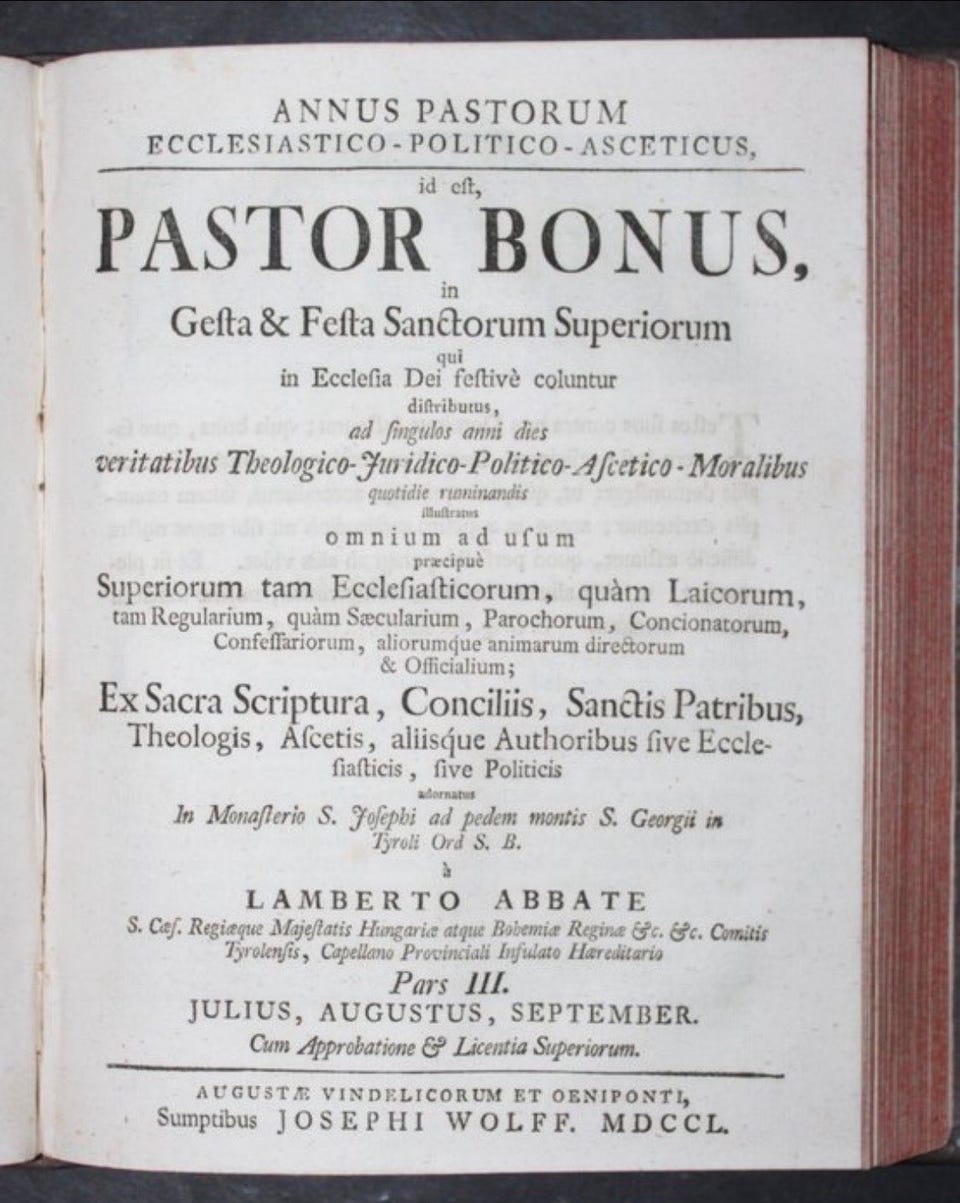 ANNUS PASTORUM
ECCLESIASTICO-POLITICO-ASCETICUS,
id eſt,
PASTOR BONUS,
in
Geſta & Feſta Sanctorum Superiorum
qui
in Eccleſia Dei feſtivè coluntur
diſtributus,
ad ſingulos anni dies
veritatibus Theologico-Juridico-Politico-Aſcetico-Moralibus
quotidie ruminandis
illuſtratus
omnium ad uſum
præcipuè
Superiorum tam Eccleſiaſticorum, quàm Laicorum,
tam Regularium, quàm Sæcularium, Parochorum, Concionatorum,
Confeſſariorum, aliorumq́ue animarum directorum
& Officialium;
Ex Sacra Scriptura, Conciliis, Sanctis Patribus,
Theologis, Aſcetis, aliisq́ue Authoribus ſive Eccle-
ſiaſticis, ſive Politicis
adornatus
In Monaſterio S. Joſephi ad pedem montis S. Georgii in
Tyroli Ord S. B.
à
LAMBERTO ABBATE
S. Cæſ. Regiæque Majeſtatis Hungariæ atque Bohemiæ Reginæ &c. &c. Comitis
Tyrolenſis, Capellano Provinciali Infulato Hæreditario
Pars III.
JULIUS, AUGUSTUS, SEPTEMBER.
Cum Approbatione & Licentia Superiorum.
AUGUSTÆ VINDELICORUM ET OENIPONTI,
Sumptibus JOSEPHI WOLFF. MDCCL.